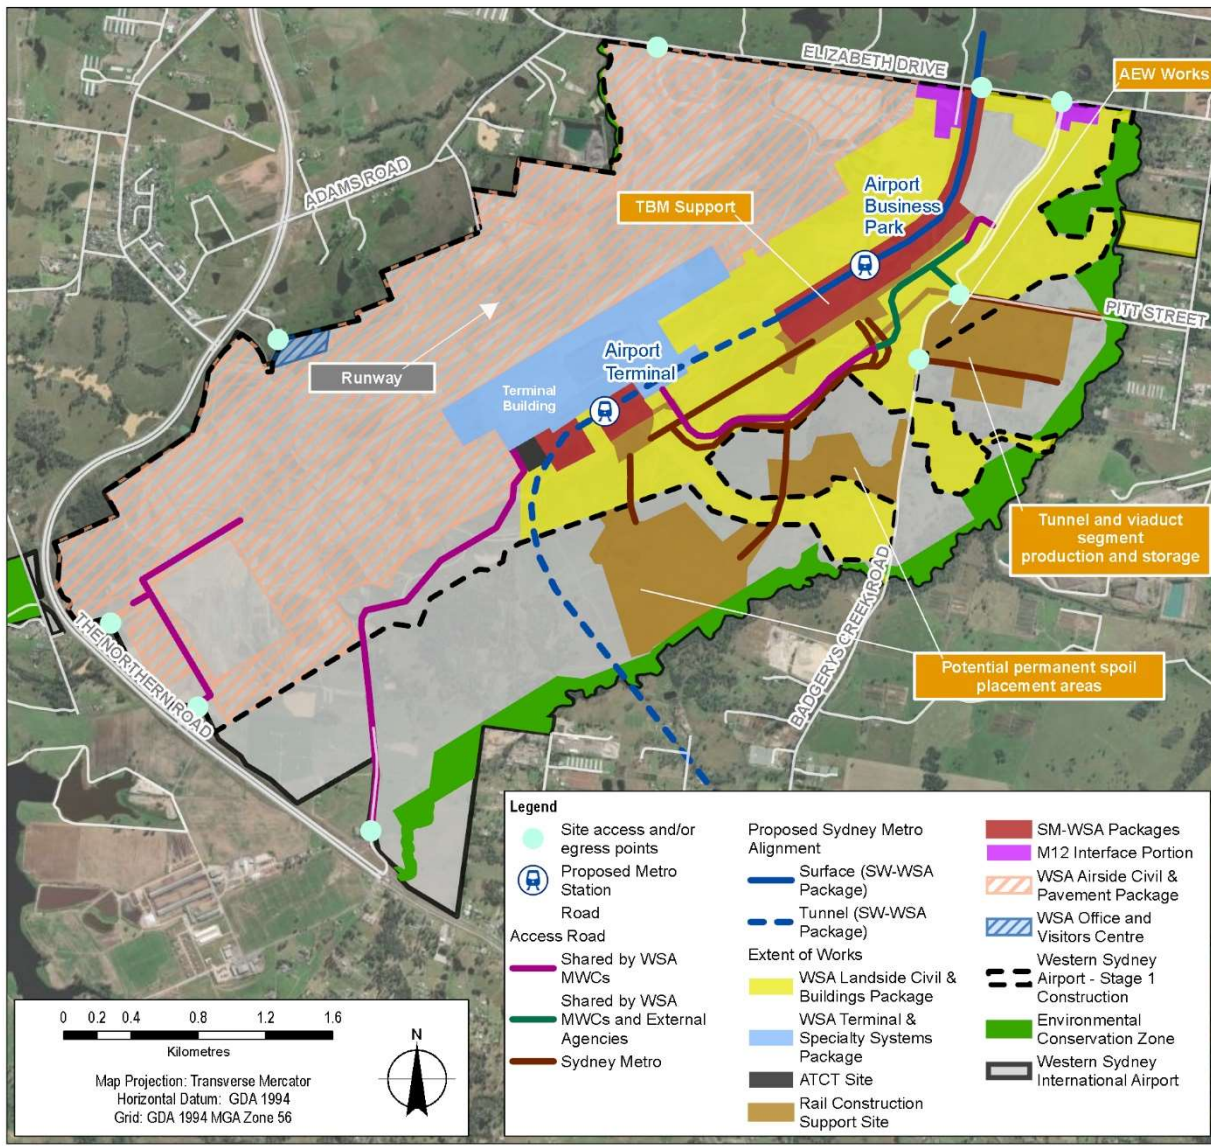 ELIZABETH DRIVE
AEW Works
ADAMS ROAD
TBM Support
Airport
Business
Park
PITT STREET
Airport
Terminal
Runway
Terminal
Building
Tunnel and viaduct
segment
production and storage
THE NORTHERN ROAD
BADGERYS CREEK ROAD
Potential permanent spoil
placement areas
Legend
Site access and/or
egress points
Proposed Metro
Station
Road
Access Road
Shared by WSA
MWCs
Shared by WSA
MWCs and External
Agencies
Sydney Metro
Proposed Sydney Metro
Alignment
Surface (SW-WSA
Package)
Tunnel (SW-WSA
Package)
Extent of Works
WSA Landside Civil &
Buildings Package
WSA Terminal &
Specialty Systems
Package
ATCT Site
Rail Construction
Support Site
SM-WSA Packages
M12 Interface Portion
WSA Airside Civil &
Pavement Package
WSA Office and
Visitors Centre
Western Sydney
Airport - Stage 1
Construction
Environmental
Conservation Zone
Western Sydney
International Airport
0 0.2 0.4 0.8 1.2 1.6
Kilometres
N
Map Projection: Transverse Mercator
Horizontal Datum: GDA 1994
Grid: GDA 1994 MGA Zone 56